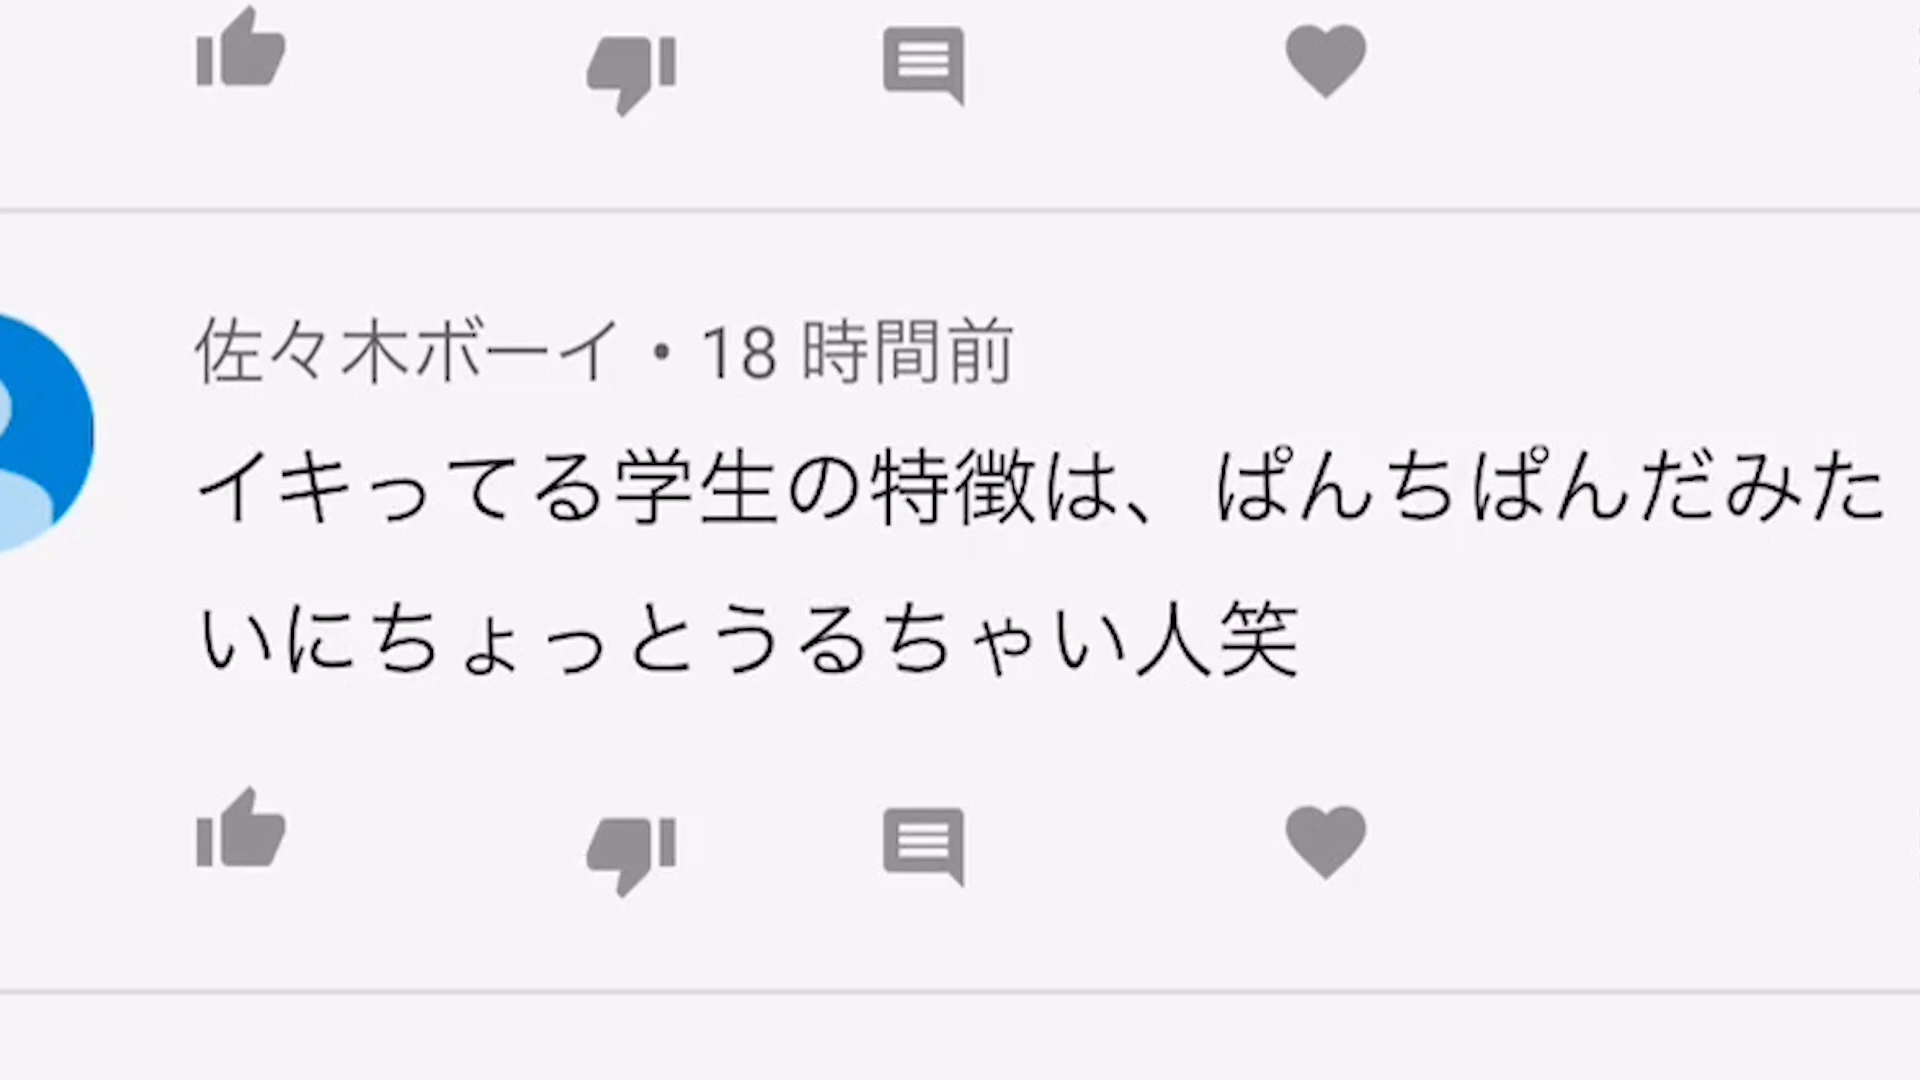 佐々木ボーイ・18 時間前
イキってる学生の特徴は、ぱんちぱんだみた
いにちょっとうるちゃい人笑